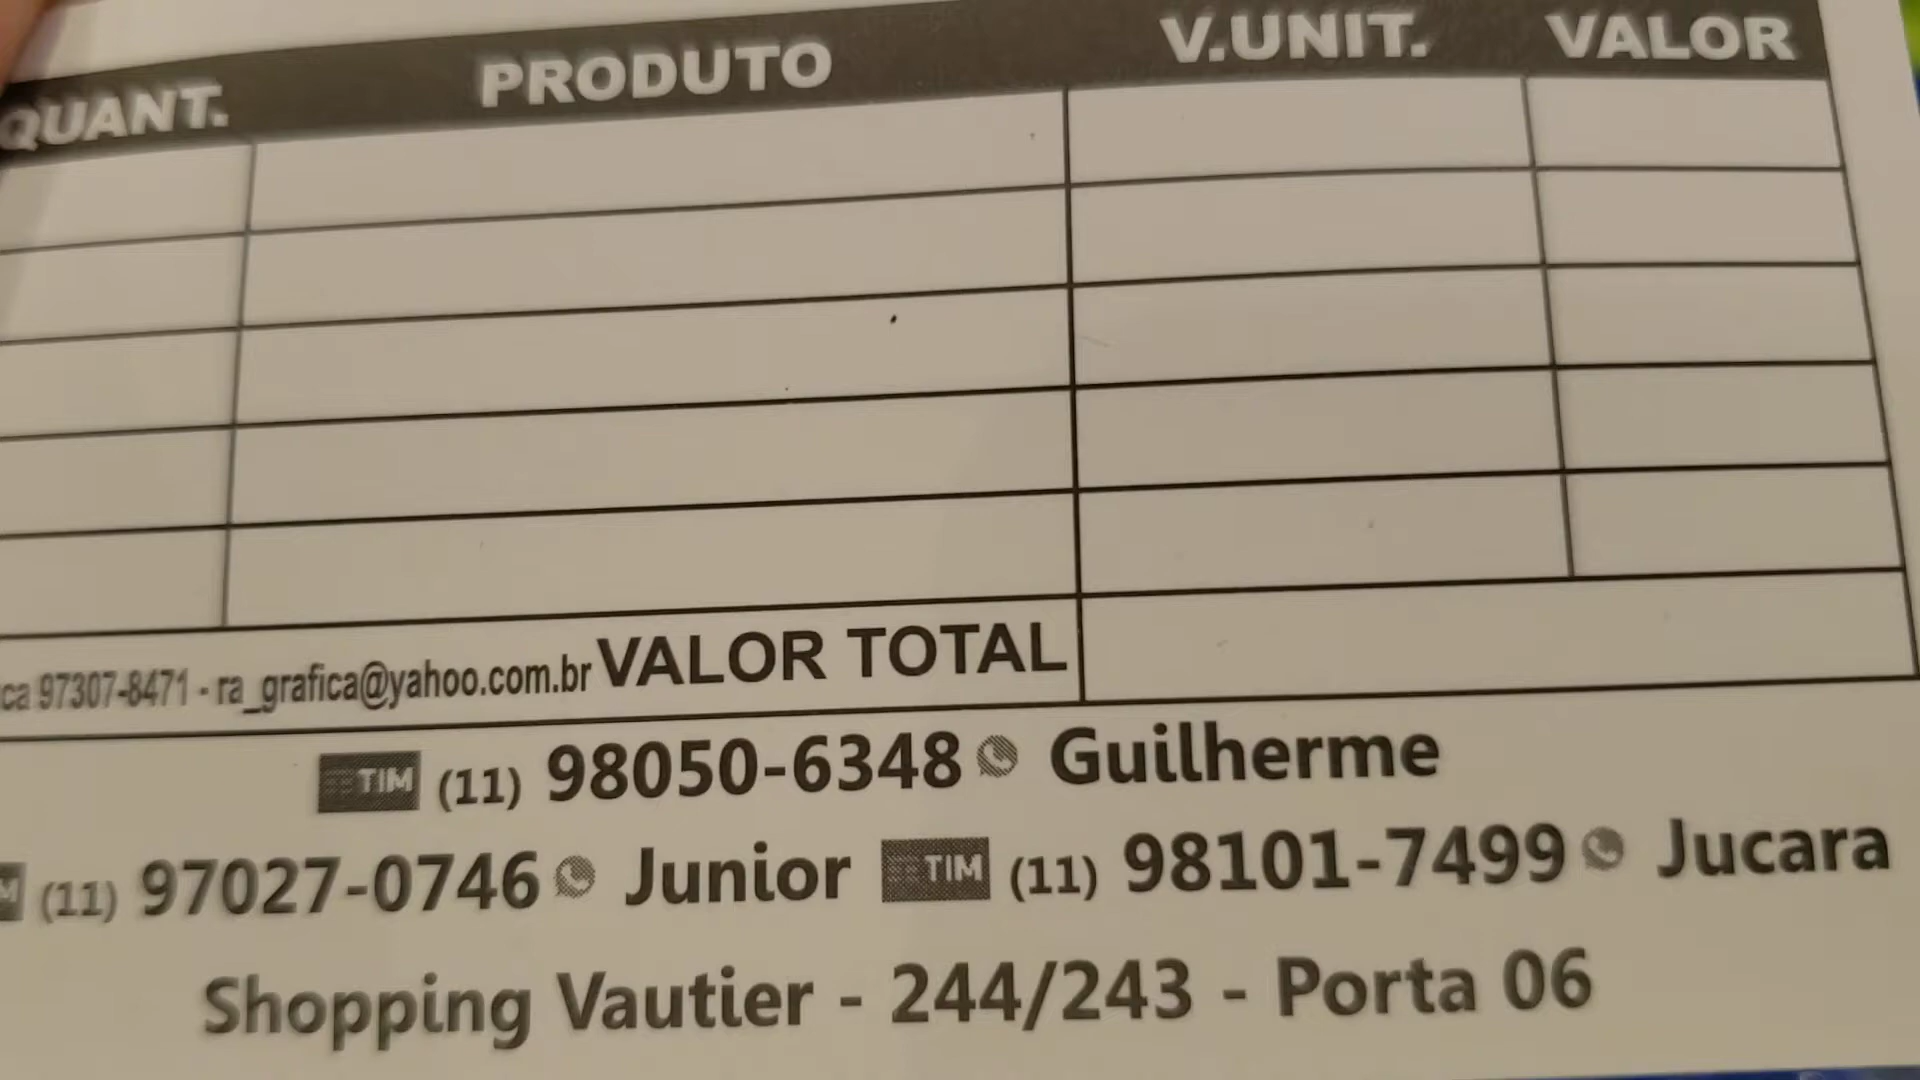 QUANT. PRODUTO V.UNIT. VALOR
97307-8471 - ra_grafica@yahoo.com.br VALOR TOTAL
TIM (11) 98050-6348 Guilherme
(11) 97027-0746 Junior TIM (11) 98101-7499 Jucara
Shopping Vautier - 244/243 - Porta 06